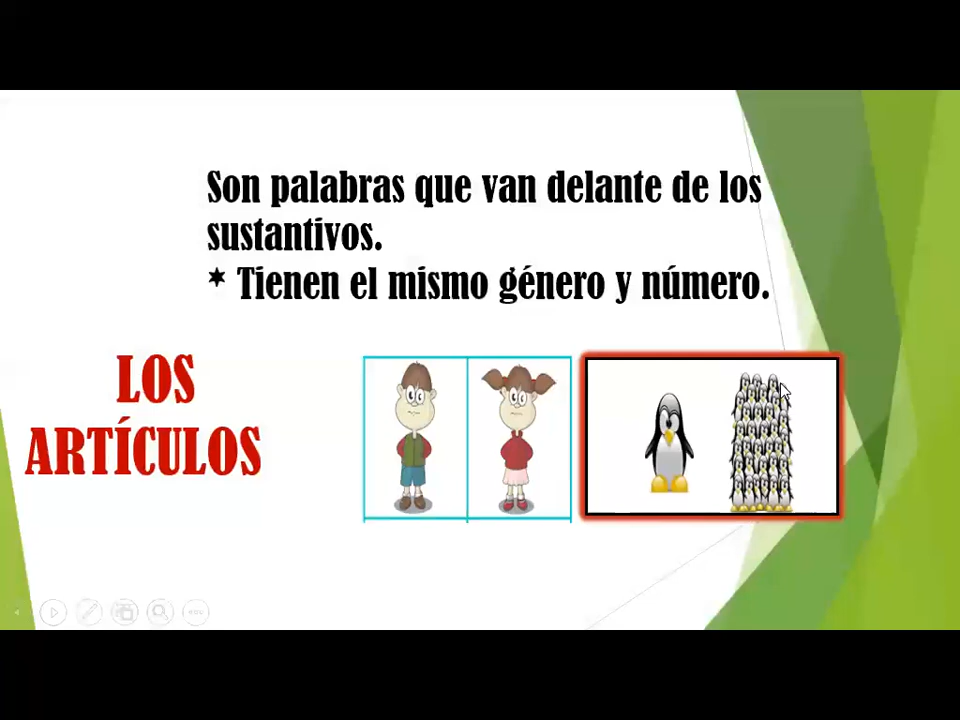 Son palabras que van delante de los
sustantivos.
* Tienen el mismo género y número.
LOS
ARTÍCULOS